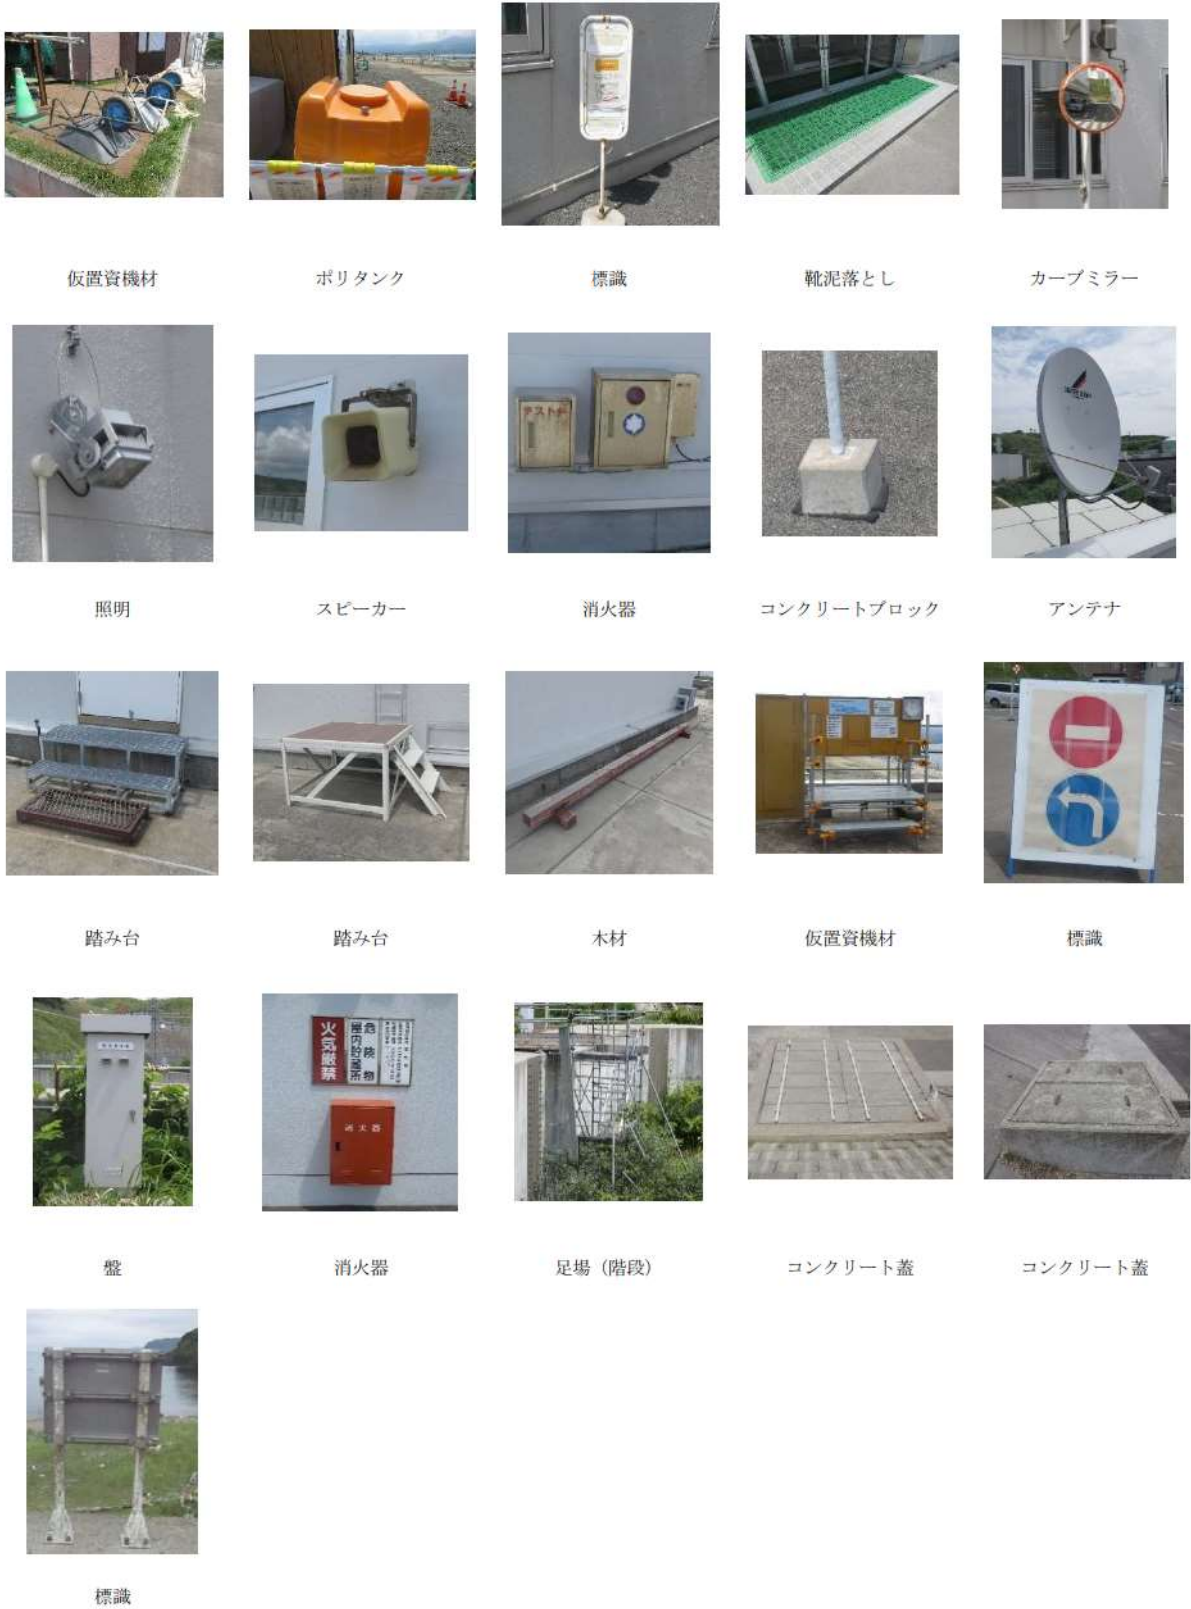 仮置資機材
ポリタンク
標識
靴泥落とし
カーブミラー
照明
スピーカー
消火器
コンクリートブロック
アンテナ
踏み台
踏み台
木材
仮置資機材
標識
火気厳禁
危険物
屋内貯蔵所
消火器
盤
消火器
足場（階段）
コンクリート蓋
コンクリート蓋
標識